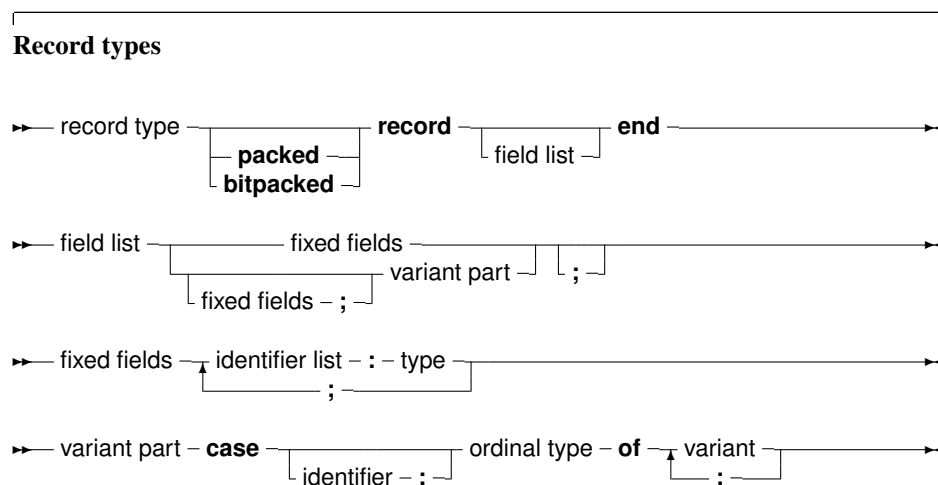 Record types
record type record end
packed field list
bitpacked
field list fixed fields
variant part ;
fixed fields ;
fixed fields identifier list : type
;
variant part case ordinal type of variant
identifier : ;